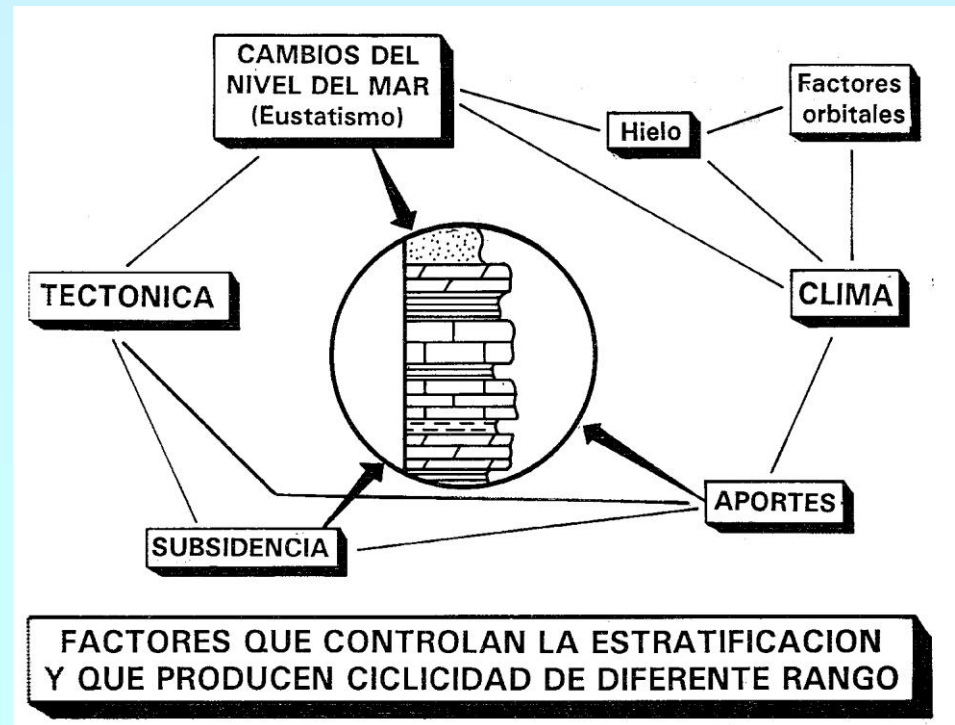 CAMBIOS DEL
NIVEL DEL MAR
(Eustatismo)
Factores
orbitales
Hielo
TECTONICA
CLIMA
APORTES
SUBSIDENCIA
FACTORES QUE CONTROLAN LA ESTRATIFICACION
Y QUE PRODUCEN CICLICIDAD DE DIFERENTE RANGO